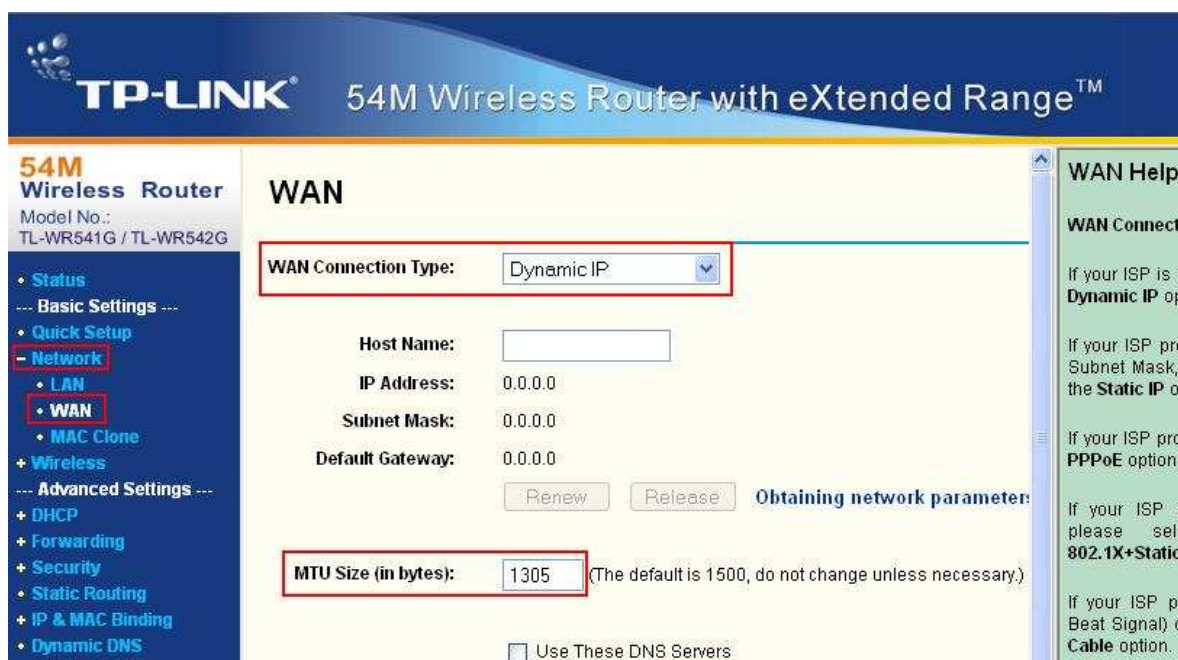 TP-LINK®
54M Wireless Router with eXtended Range™
54M
Wireless Router
Model No.:
TL-WR541G / TL-WR542G
• Status
--- Basic Settings ---
• Quick Setup
– Network
• LAN
• WAN
• MAC Clone
+ Wireless
--- Advanced Settings ---
+ DHCP
+ Forwarding
+ Security
• Static Routing
+ IP & MAC Binding
• Dynamic DNS
WAN
WAN Connection Type: Dynamic IP
Host Name:
IP Address: 0.0.0.0
Subnet Mask: 0.0.0.0
Default Gateway: 0.0.0.0
Renew Release Obtaining network parameters
MTU Size (in bytes): 1305 (The default is 1500, do not change unless necessary.)
Use These DNS Servers
WAN Help
WAN Connect
If your ISP is
Dynamic IP
If your ISP
Subnet Mask,
the Static IP
If your ISP
PPPoE option
If your ISP
please
802.1X+Static
If your ISP
Beat Signal)
Cable option.